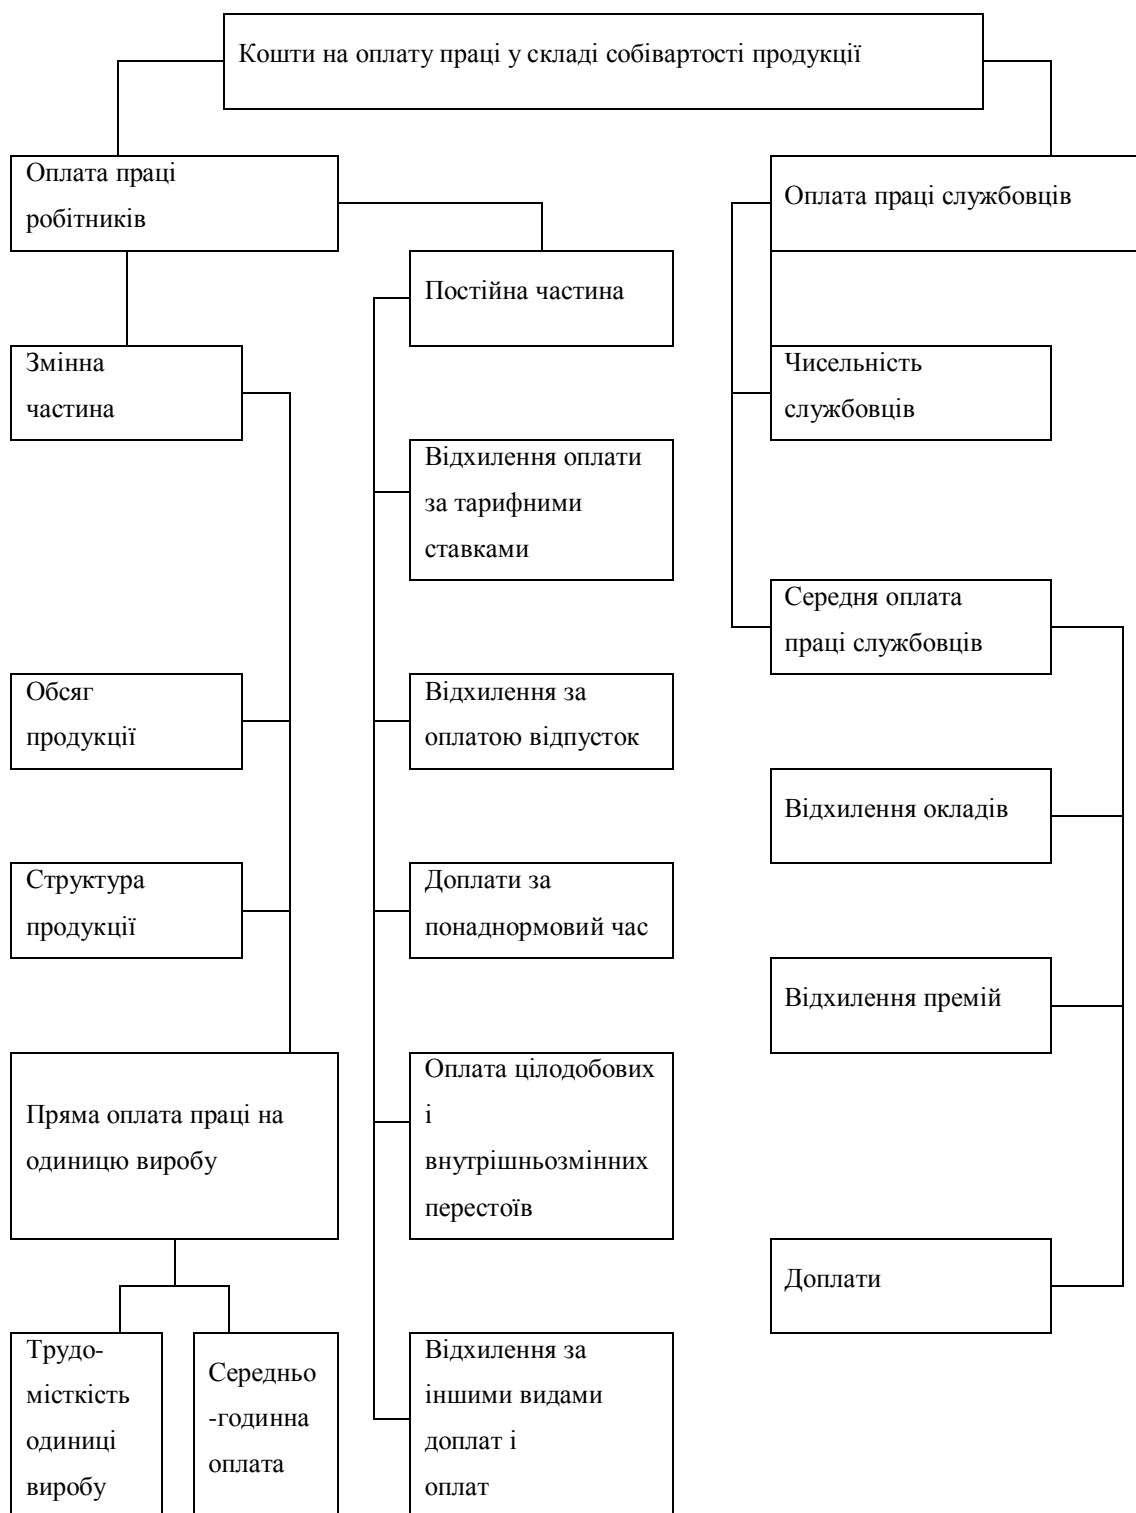 Кошти на оплату праці у складі собівартості продукції
Оплата праці
робітників
Оплата праці службовців
Постійна частина
Змінна
частина
Чисельність
службовців
Відхилення оплати
за тарифними
ставками
Середня оплата
праці службовців
Обсяг
продукції
Відхилення за
оплатою відпусток
Відхилення окладів
Структура
продукції
Доплати за
понаднормовий час
Відхилення премій
Пряма оплата праці на
одиницю виробу
Оплата цілодобових
і
внутрішньозмінних
перестоїв
Доплати
Трудо-
місткість
одиниці
виробу
Середньо
-годинна
оплата
Відхилення за
іншими видами
доплат і
оплат